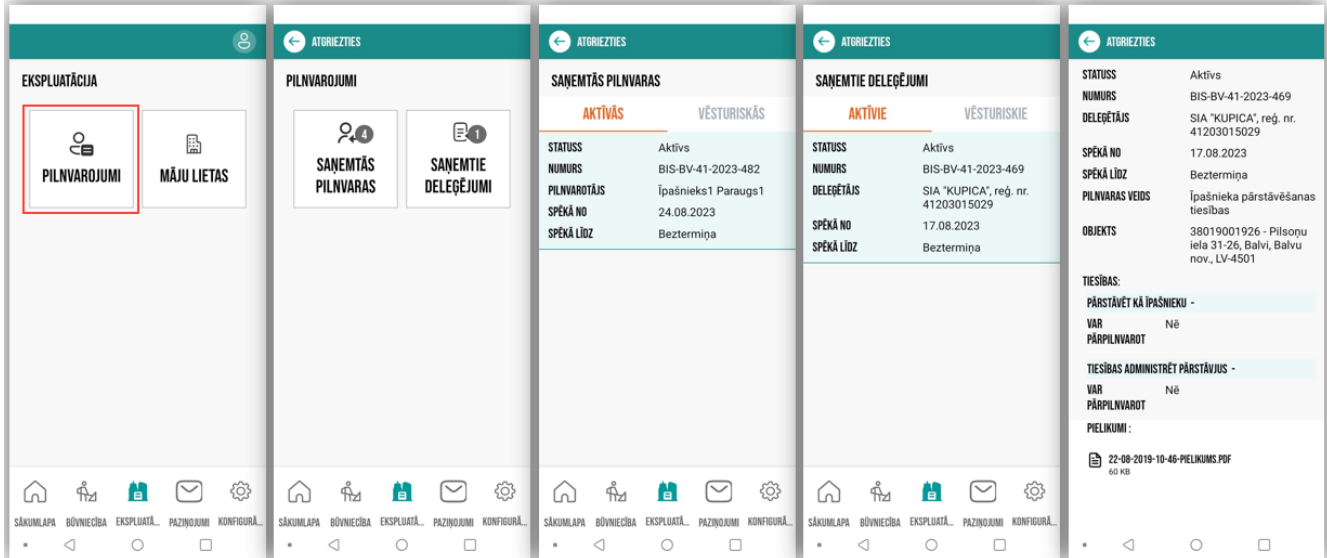 EKSPLUATĀCIJA
PILNVAROJUMI
MĀJU LIETAS
SĀKUMLAPA BŪVNIECĪBA EKSPLUATĀ... PAZIŅOJUMI KONFIGURĀ...
ATGRIEZTIES
PILNVAROJUMI
4
SAŅEMTĀS
PILNVARAS
1
SAŅEMTIE
DELEĢĒJUMI
SĀKUMLAPA BŪVNIECĪBA EKSPLUATĀ... PAZIŅOJUMI KONFIGURĀ...
ATGRIEZTIES
SAŅEMTĀS PILNVARAS
AKTĪVĀS VĒSTURISKĀS
STATUSS Aktīvs
NUMURS BIS-BV-41-2023-482
PILNVAROTĀJS Īpašnieks1 Paraugs1
SPĒKĀ NO 24.08.2023
SPĒKĀ LĪDZ Beztermiņa
SĀKUMLAPA BŪVNIECĪBA EKSPLUATĀ... PAZIŅOJUMI KONFIGURĀ...
ATGRIEZTIES
SAŅEMTIE DELEĢĒJUMI
AKTĪVIE VĒSTURISKIE
STATUSS Aktīvs
NUMURS BIS-BV-41-2023-469
DELEĢĒTĀJS SIA "KUPICA", reģ. nr.
41203015029
SPĒKĀ NO 17.08.2023
SPĒKĀ LĪDZ Beztermiņa
SĀKUMLAPA BŪVNIECĪBA EKSPLUATĀ... PAZIŅOJUMI KONFIGURĀ...
ATGRIEZTIES
STATUSS Aktīvs
NUMURS BIS-BV-41-2023-469
DELEĢĒTĀJS SIA "KUPICA", reģ. nr.
41203015029
SPĒKĀ NO 17.08.2023
SPĒKĀ LĪDZ Beztermiņa
PILNVARAS VEIDS Īpašnieka pārstāvēšanas
tiesības
OBJEKTS 38019001926 - Pilsoņu
iela 31-26, Balvi, Balvu
nov., LV-4501
TIESĪBAS:
PĀRSTĀVĒT KĀ ĪPAŠNIEKU -
VAR Nē
PĀRPILNVAROT
TIESĪBAS ADMINISTRĒT PĀRSTĀVJUS -
VAR Nē
PĀRPILNVAROT
PIELIKUMI :
22-08-2019-10-46-PIELIKUMS.PDF
60 KB